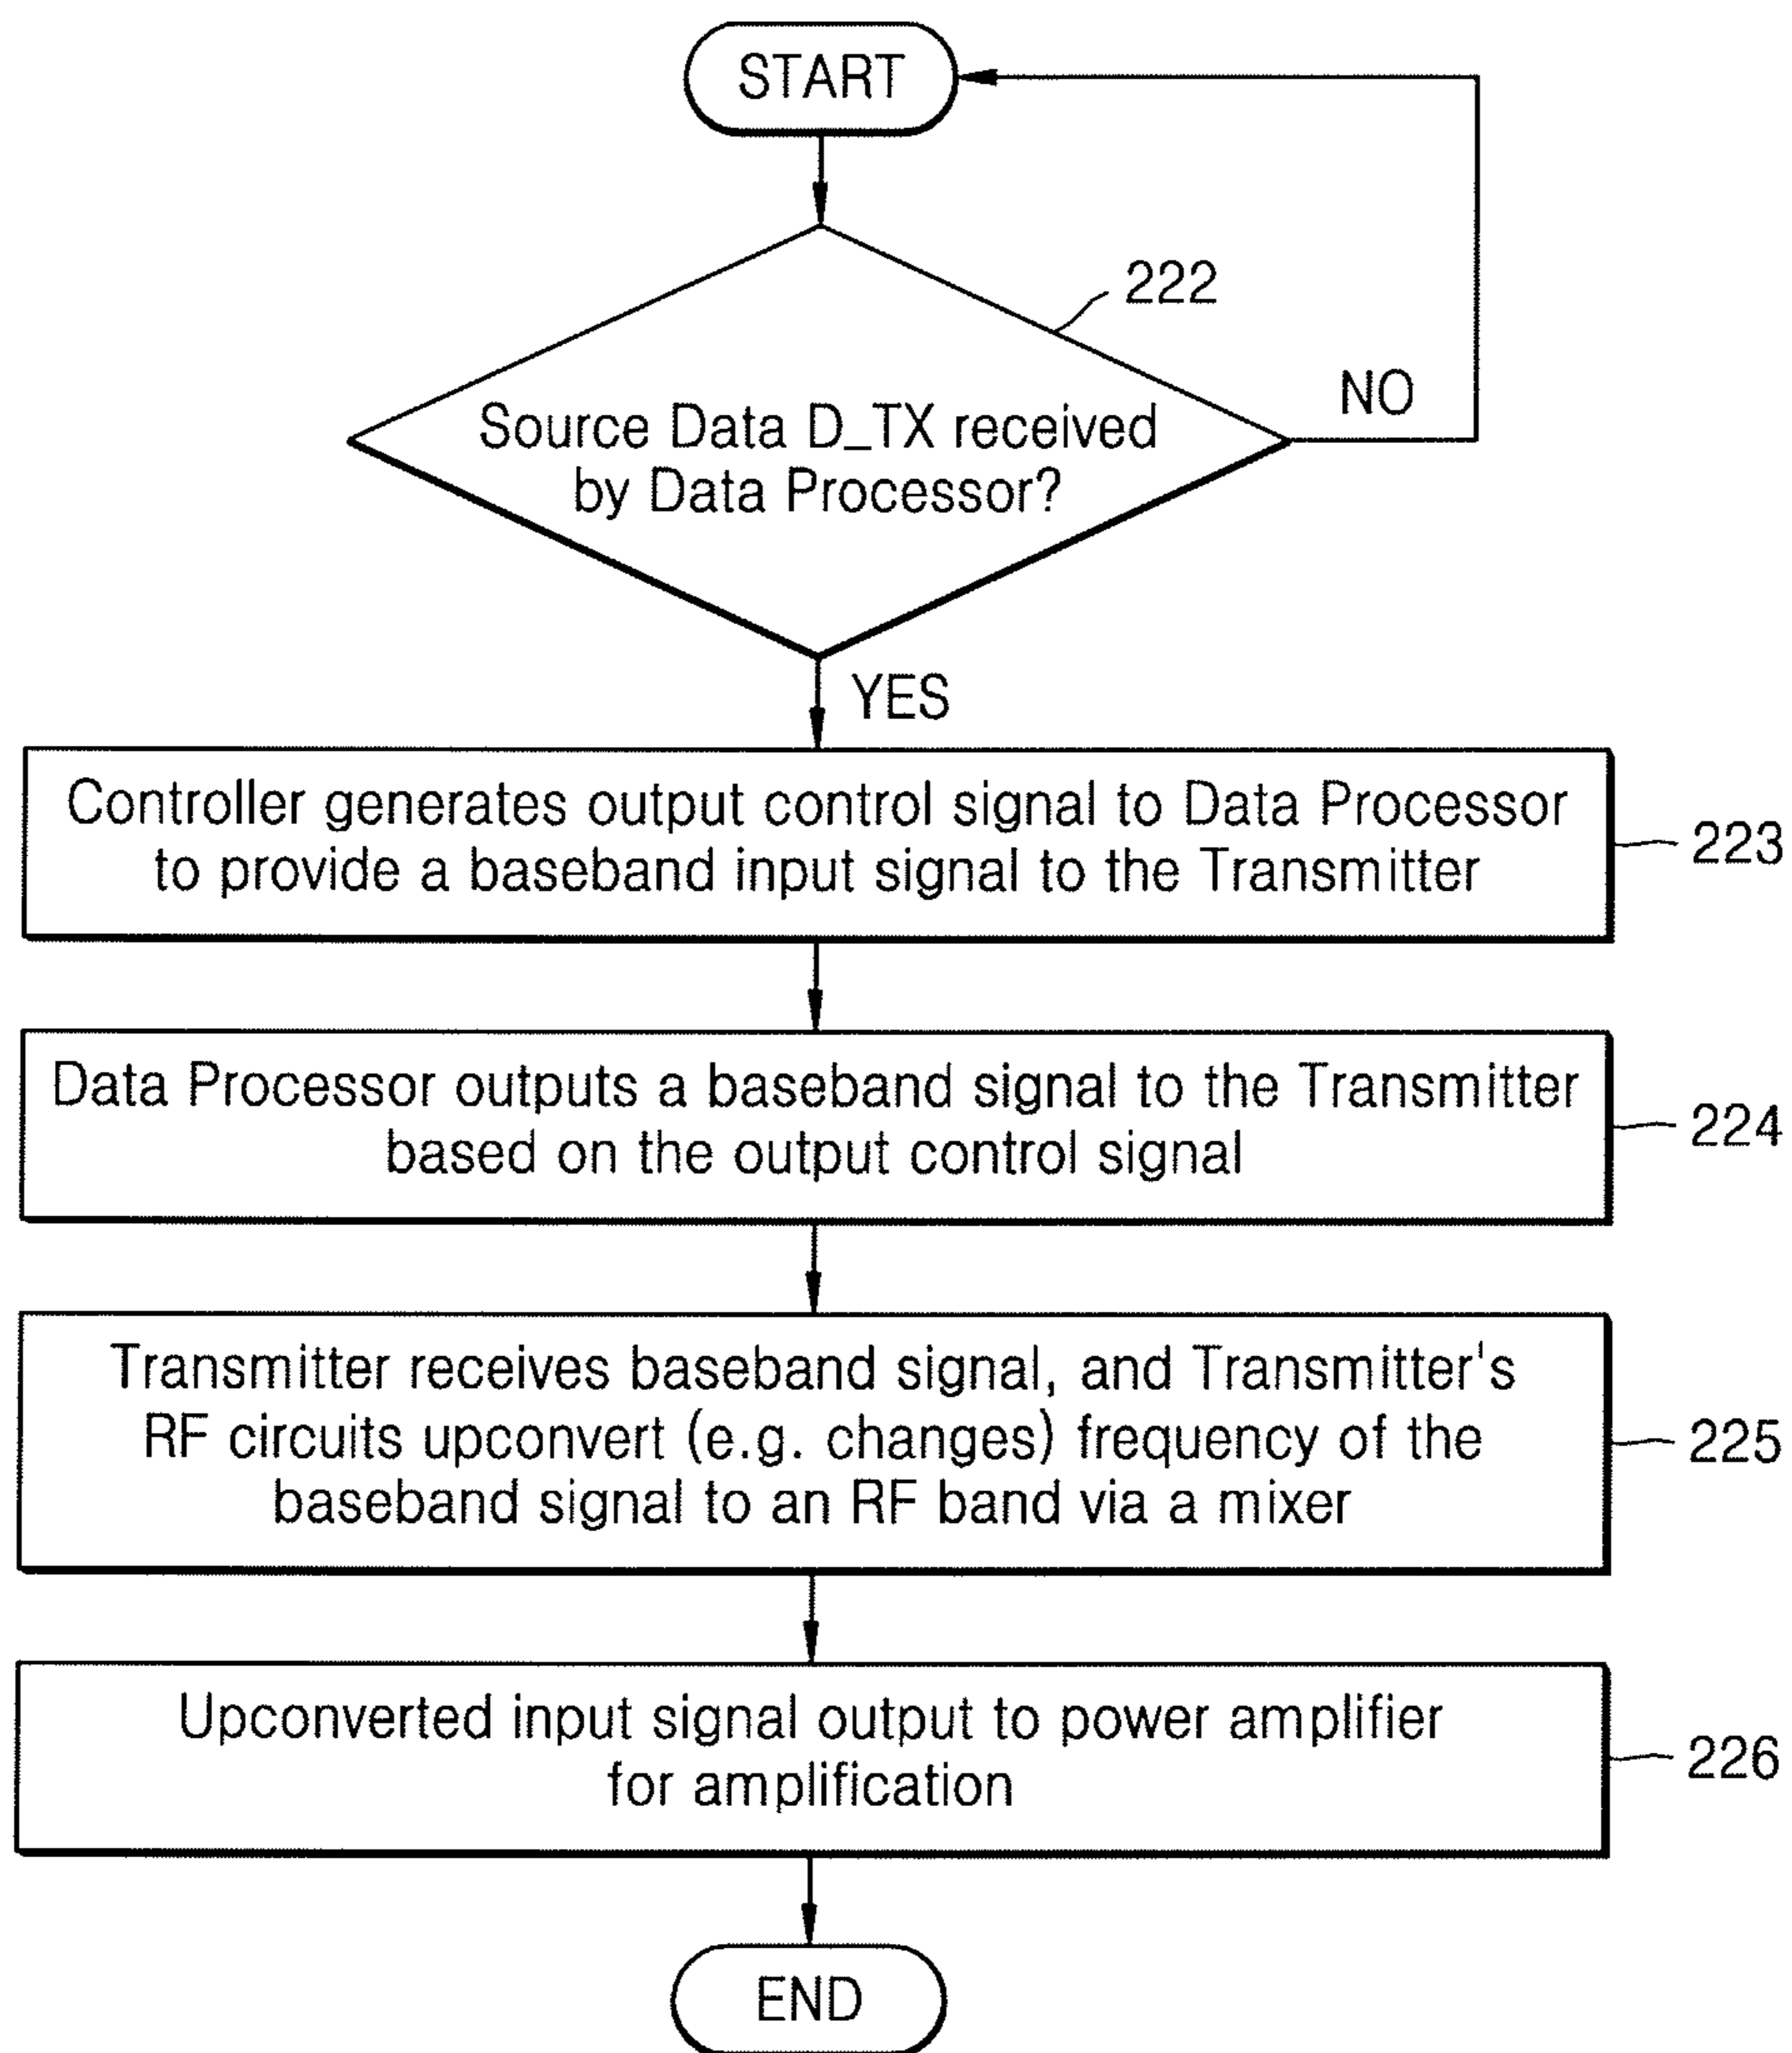 START
222
NO
Source Data D_TX received
by Data Processor?
YES
Controller generates output control signal to Data Processor
to provide a baseband input signal to the Transmitter
223
Data Processor outputs a baseband signal to the Transmitter
based on the output control signal
224
Transmitter receives baseband signal, and Transmitter's
RF circuits upconvert (e.g. changes) frequency of the
baseband signal to an RF band via a mixer
225
Upconverted input signal output to power amplifier
for amplification
226
END